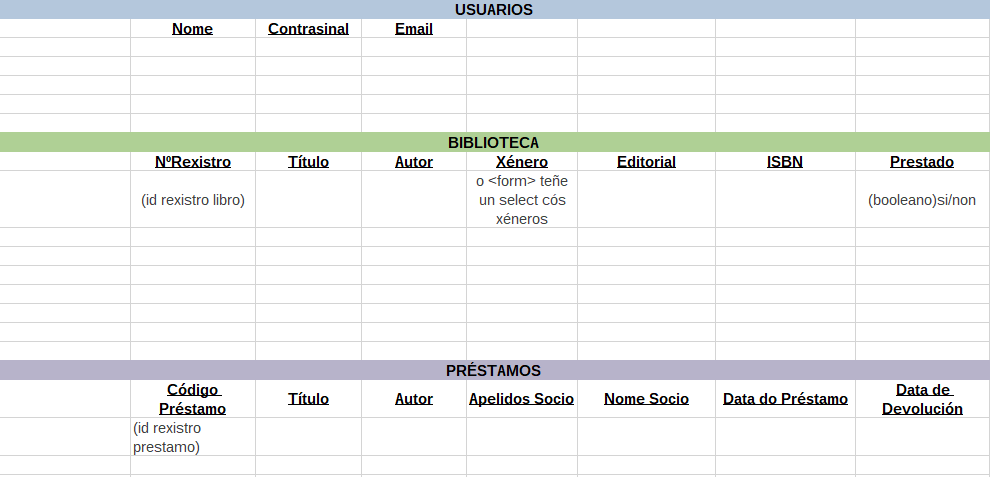 USUARIOS
Nome Contrasinal Email
BIBLIOTECA
NºRexistro Título Autor Xénero Editorial ISBN Prestado
(id rexistro libro) o <form> teñe un select cós xéneros (booleano)si/non
PRÉSTAMOS
Código Préstamo Título Autor Apelidos Socio Nome Socio Data do Préstamo Data de Devolución
(id rexistro prestamo)